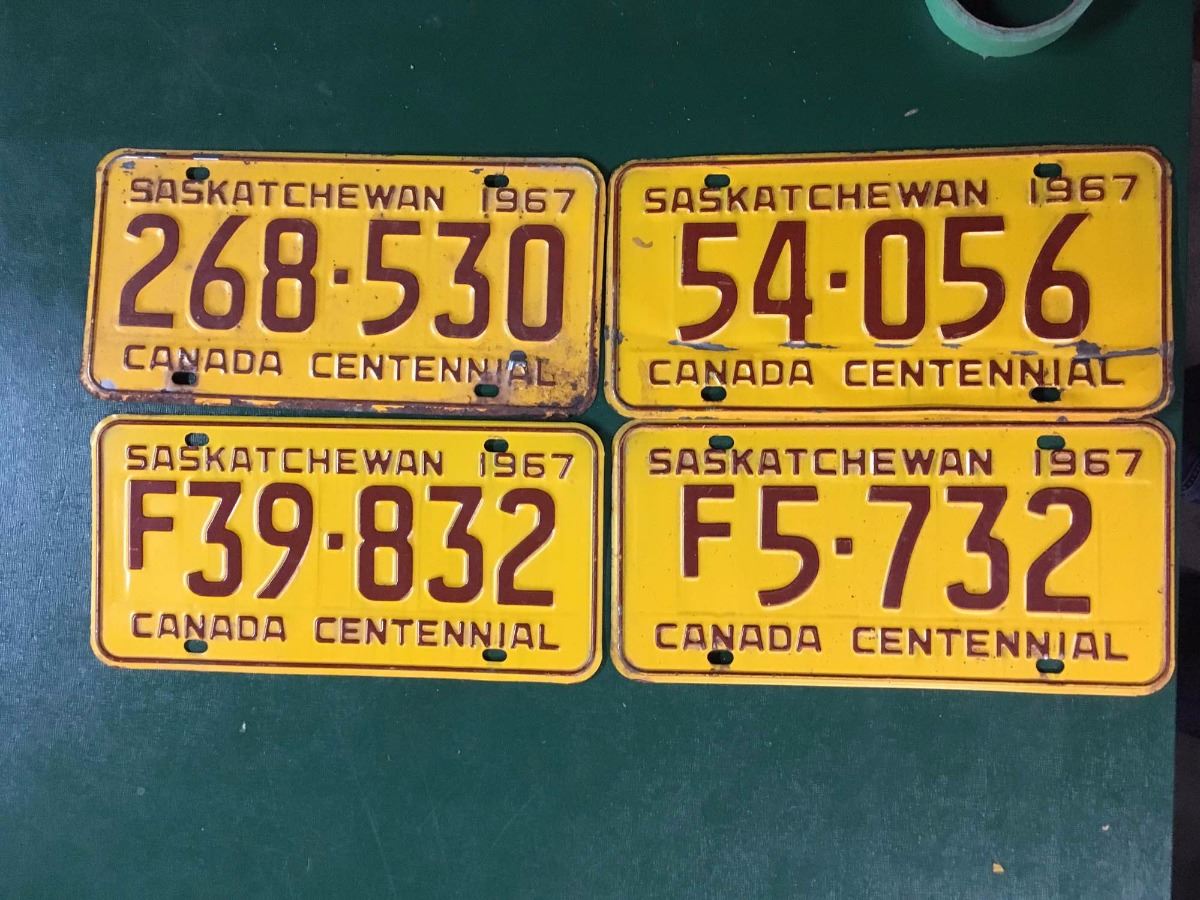 SASKATCHEWAN 1967
268·530
CANADA CENTENNIAL
SASKATCHEWAN 1967
54·056
CANADA CENTENNIAL
SASKATCHEWAN 1967
F39·832
CANADA CENTENNIAL
SASKATCHEWAN 1967
F5·732
CANADA CENTENNIAL